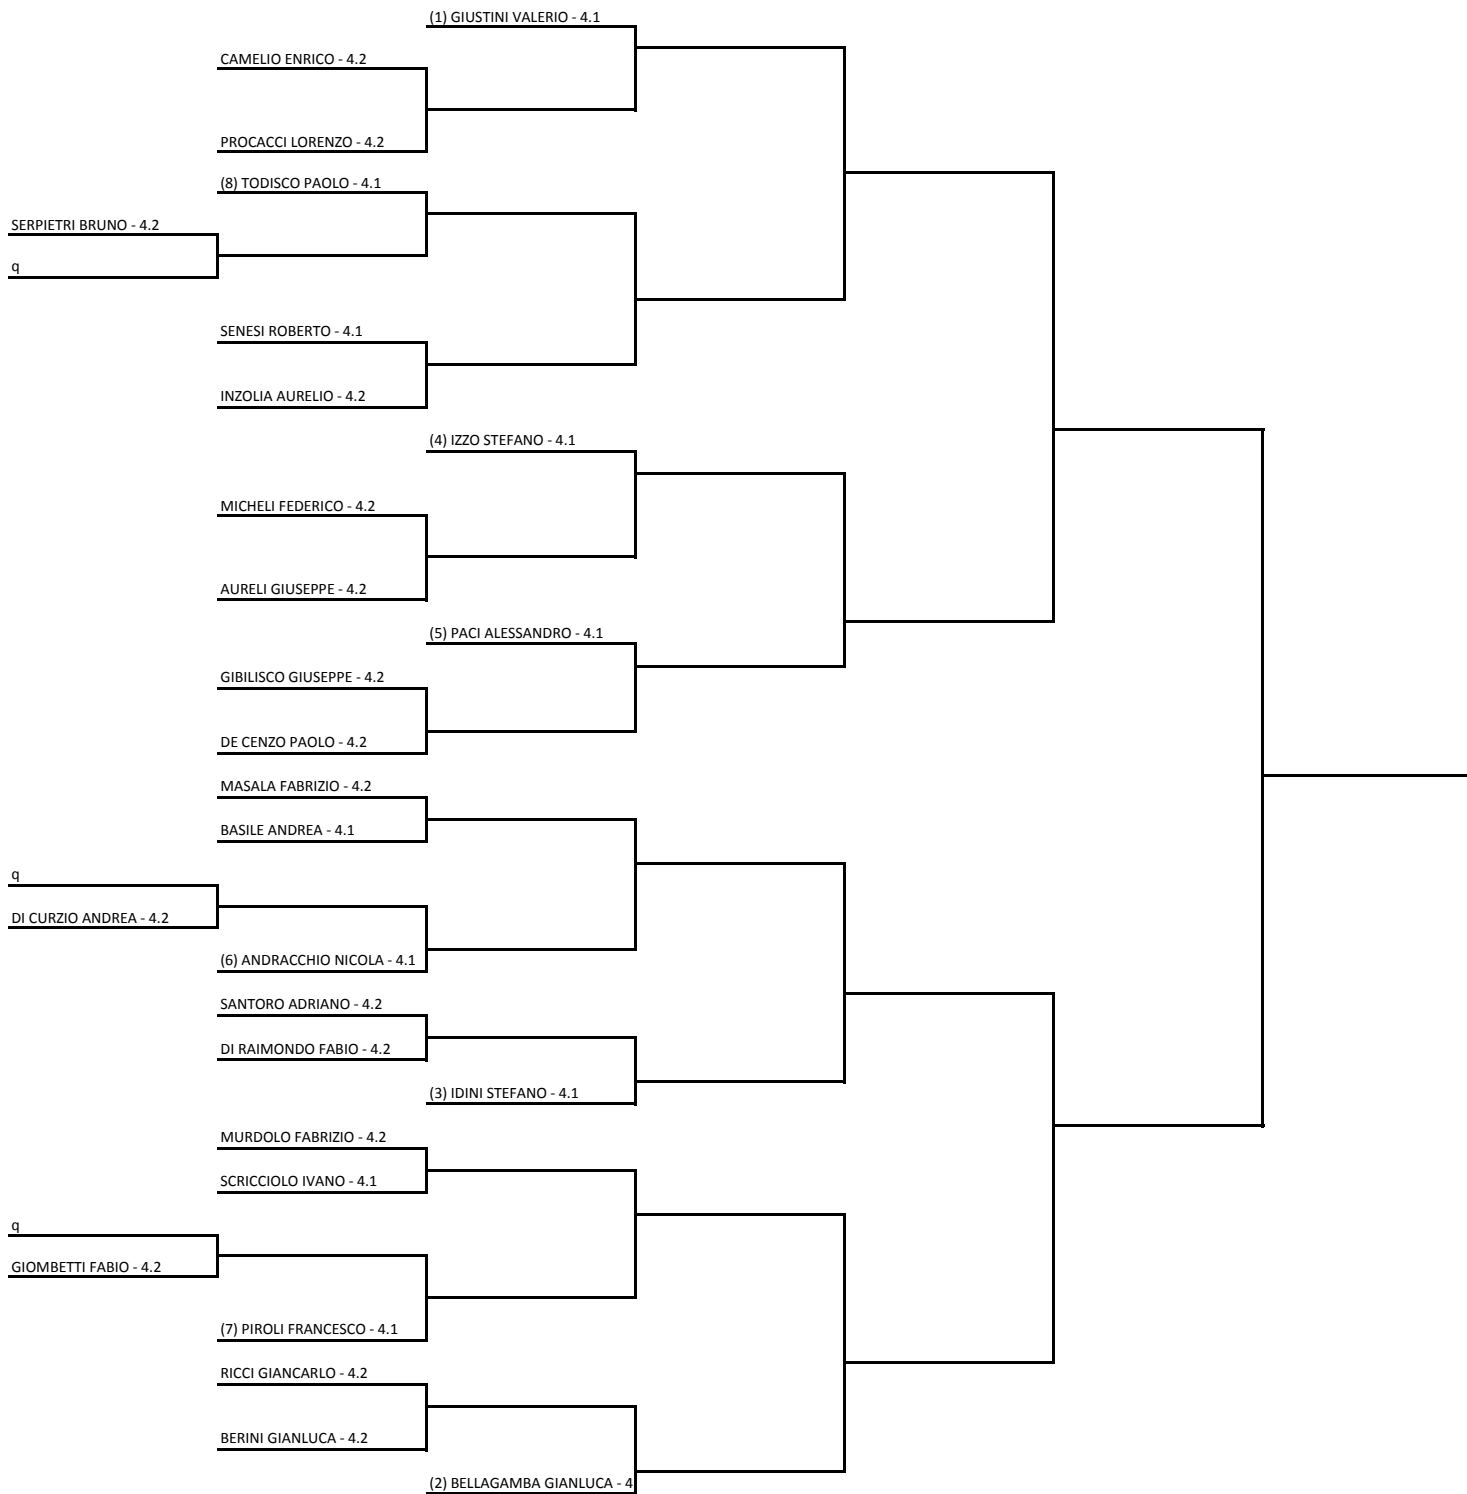 (1) GIUSTINI VALERIO - 4.1
CAMELIO ENRICO - 4.2
PROCACCI LORENZO - 4.2
(8) TODISCO PAOLO - 4.1
SERPIETRI BRUNO - 4.2
q
SENESI ROBERTO - 4.1
INZOLIA AURELIO - 4.2
(4) IZZO STEFANO - 4.1
MICHELI FEDERICO - 4.2
AURELI GIUSEPPE - 4.2
(5) PACI ALESSANDRO - 4.1
GIBILISCO GIUSEPPE - 4.2
DE CENZO PAOLO - 4.2
MASALA FABRIZIO - 4.2
BASILE ANDREA - 4.1
q
DI CURZIO ANDREA - 4.2
(6) ANDRACCHIO NICOLA - 4.1
SANTORO ADRIANO - 4.2
DI RAIMONDO FABIO - 4.2
(3) IDINI STEFANO - 4.1
MURDOLO FABRIZIO - 4.2
SCRICCIOLO IVANO - 4.1
q
GIOMBETTI FABIO - 4.2
(7) PIROLI FRANCESCO - 4.1
RICCI GIANCARLO - 4.2
BERINI GIANLUCA - 4.2
(2) BELLAGAMBA GIANLUCA - 4